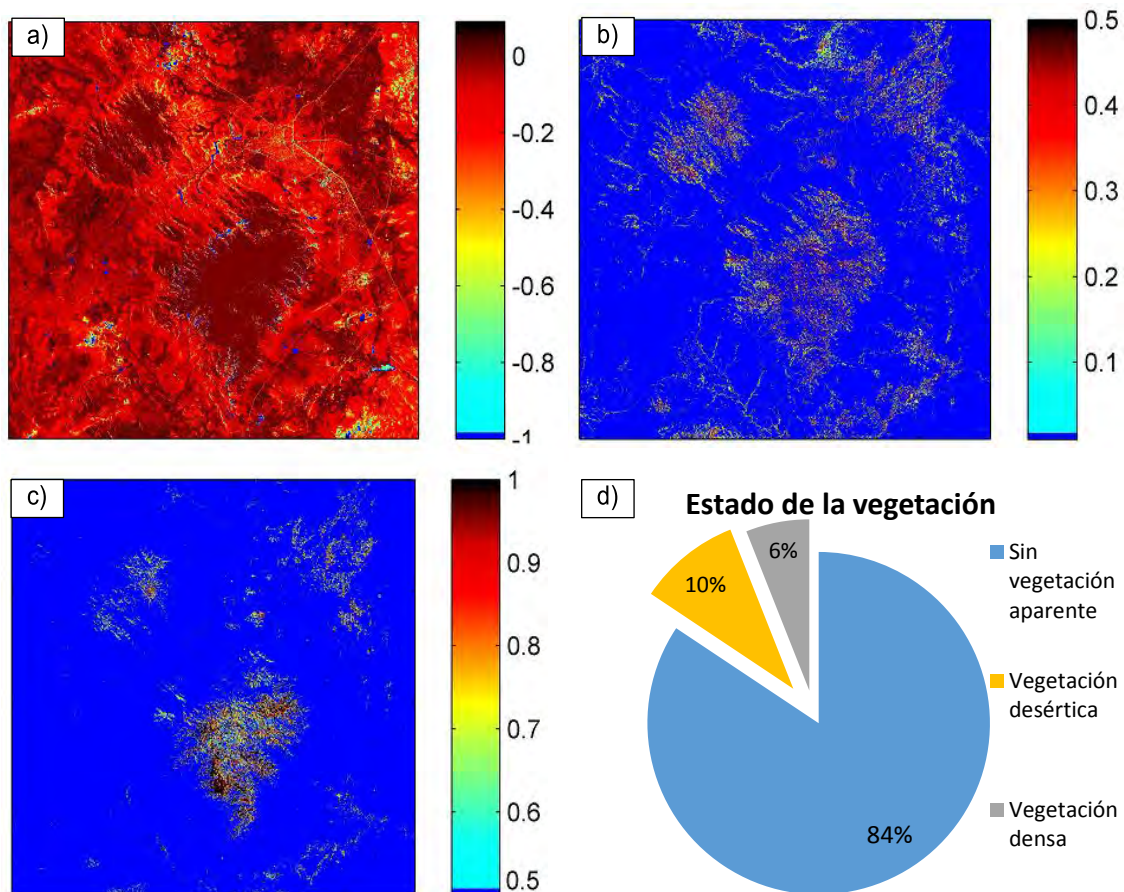 a)
0
-0.2
-0.4
-0.6
-0.8
-1
b)
0.5
0.4
0.3
0.2
0.1
c)
1
0.9
0.8
0.7
0.6
0.5
d)
Estado de la vegetación
6%
10%
84%
Sin
vegetación
aparente
Vegetación
desértica
Vegetación
densa